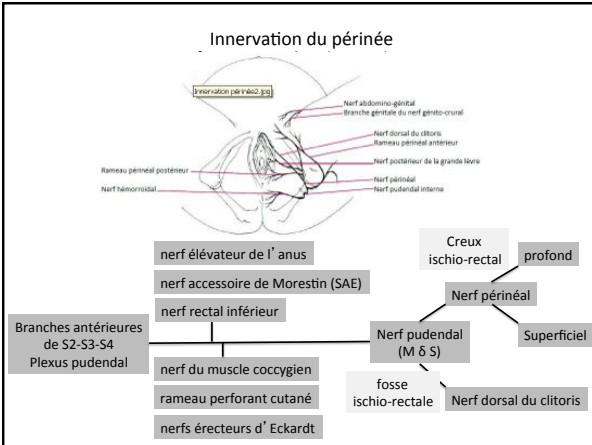 Innervation du périnée
Innervation périnée2.jpg
Nerf abdomino-génital
Branche génitale du nerf génito-crural
Nerf dorsal du clitoris
Rameau périnéal antérieur
Nerf postérieur de la grande lèvre
Rameau périnéal postérieur
Nerf périnéal
Nerf hémorroidal
Nerf pudendal interne
nerf élévateur de l’anus
nerf accessoire de Morestin (SAE)
nerf rectal inférieur
Creux
ischio-rectal
profond
Nerf périnéal
Superficiel
Branches antérieures
de S2-S3-S4
Plexus pudendal
Nerf pudendal
(M δ S)
nerf du muscle coccygien
rameau perforant cutané
nerfs érecteurs d’Eckardt
fosse
ischio-rectale
Nerf dorsal du clitoris